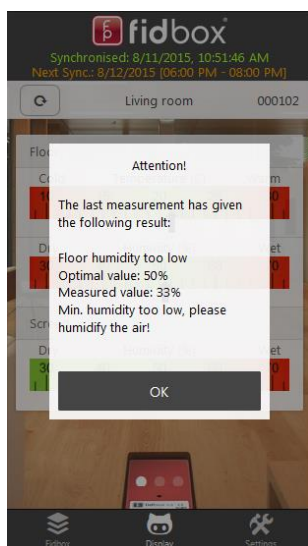 fidbox
Synchronised: 8/11/2015, 10:51:46 AM
Next Sync.: 8/12/2015 [06:00 PM - 08:00 PM]
Living room 000102
Attention!
The last measurement has given
the following result:
Floor humidity too low
Optimal value: 50%
Measured value: 33%
Min. humidity too low, please
humidify the air!
OK
Fidbox Display Settings